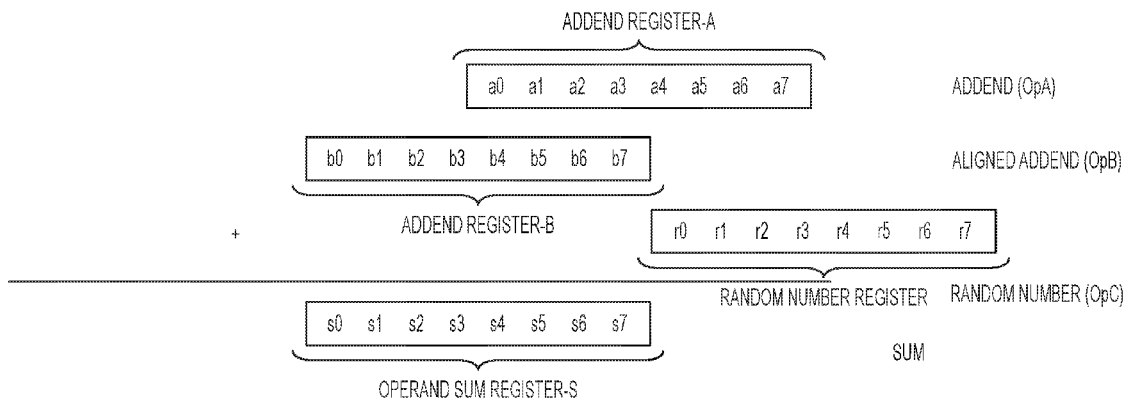 ADDEND REGISTER-A
a0 a1 a2 a3 a4 a5 a6 a7 ADDEND (OpA)
b0 b1 b2 b3 b4 b5 b6 b7 ALIGNED ADDEND (OpB)
ADDEND REGISTER-B
+ r0 r1 r2 r3 r4 r5 r6 r7
RANDOM NUMBER REGISTER RANDOM NUMBER (OpC)
s0 s1 s2 s3 s4 s5 s6 s7
SUM
OPERAND SUM REGISTER-S